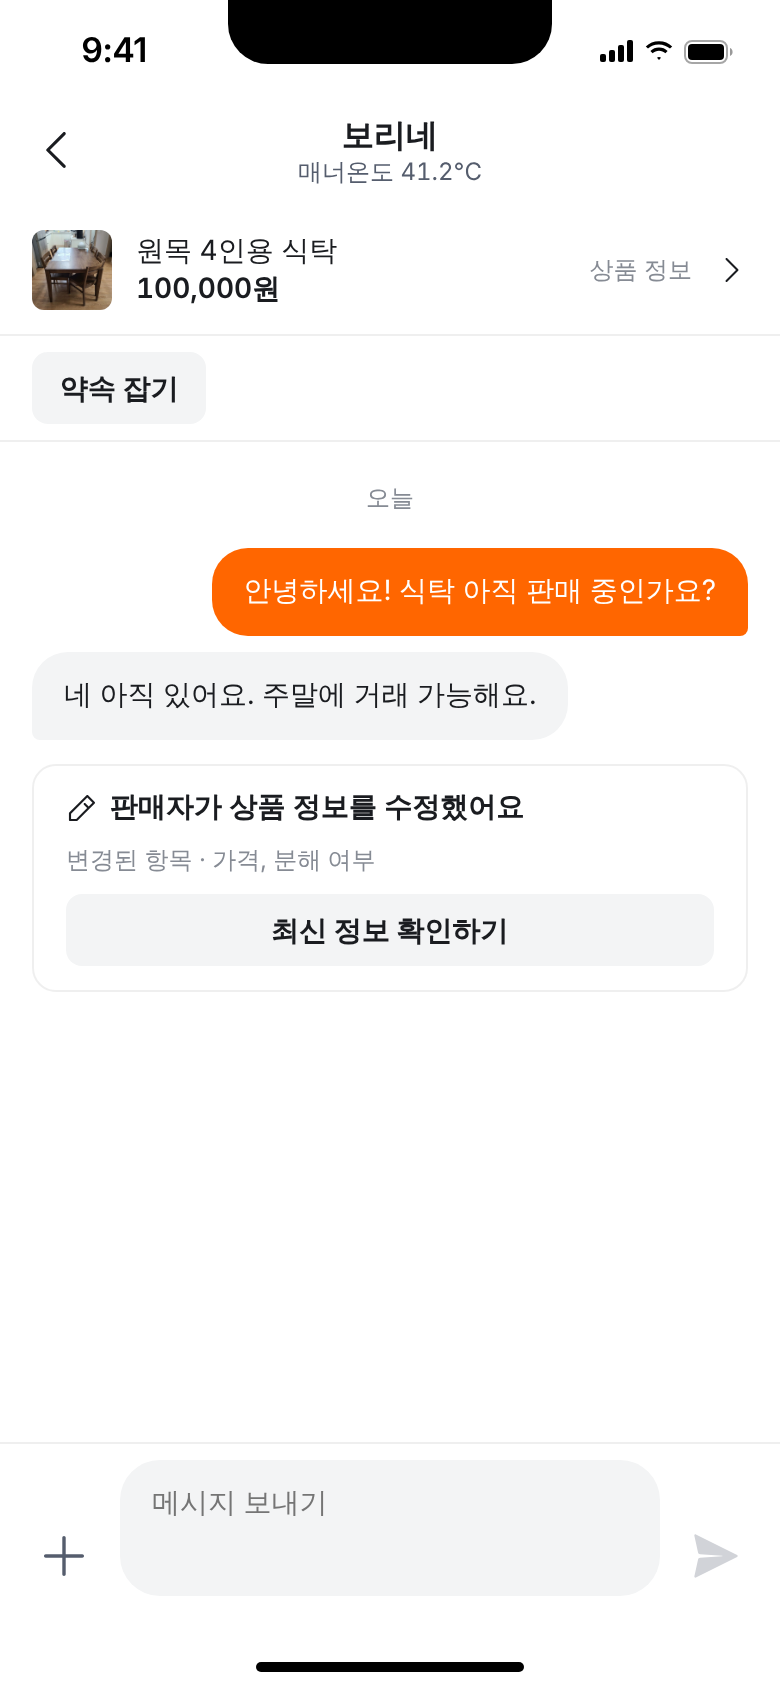 9:41
보리네
매너온도 41.2°C
원목 4인용 식탁
100,000원
상품 정보
약속 잡기
오늘
안녕하세요! 식탁 아직 판매 중인가요?
네 아직 있어요. 주말에 거래 가능해요.
판매자가 상품 정보를 수정했어요
변경된 항목 · 가격, 분해 여부
최신 정보 확인하기
메시지 보내기